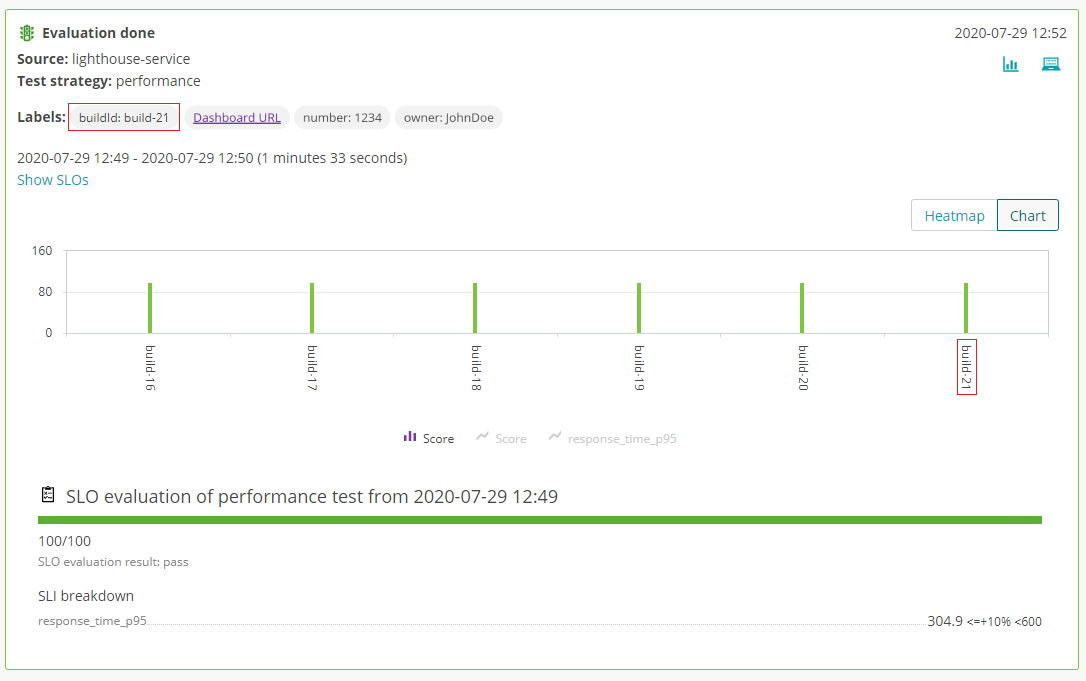 Evaluation done
2020-07-29 12:52
Source: lighthouse-service
Test strategy: performance
Labels: buildId: build-21 Dashboard URL number: 1234 owner: JohnDoe
2020-07-29 12:49 - 2020-07-29 12:50 (1 minutes 33 seconds)
Show SLOs
Heatmap Chart
160
80
0
build-16 build-17 build-18 build-19 build-20 build-21
Score Score response_time_p95
SLO evaluation of performance test from 2020-07-29 12:49
100/100
SLO evaluation result: pass
SLI breakdown
response_time_p95 304.9 <=+10% <600